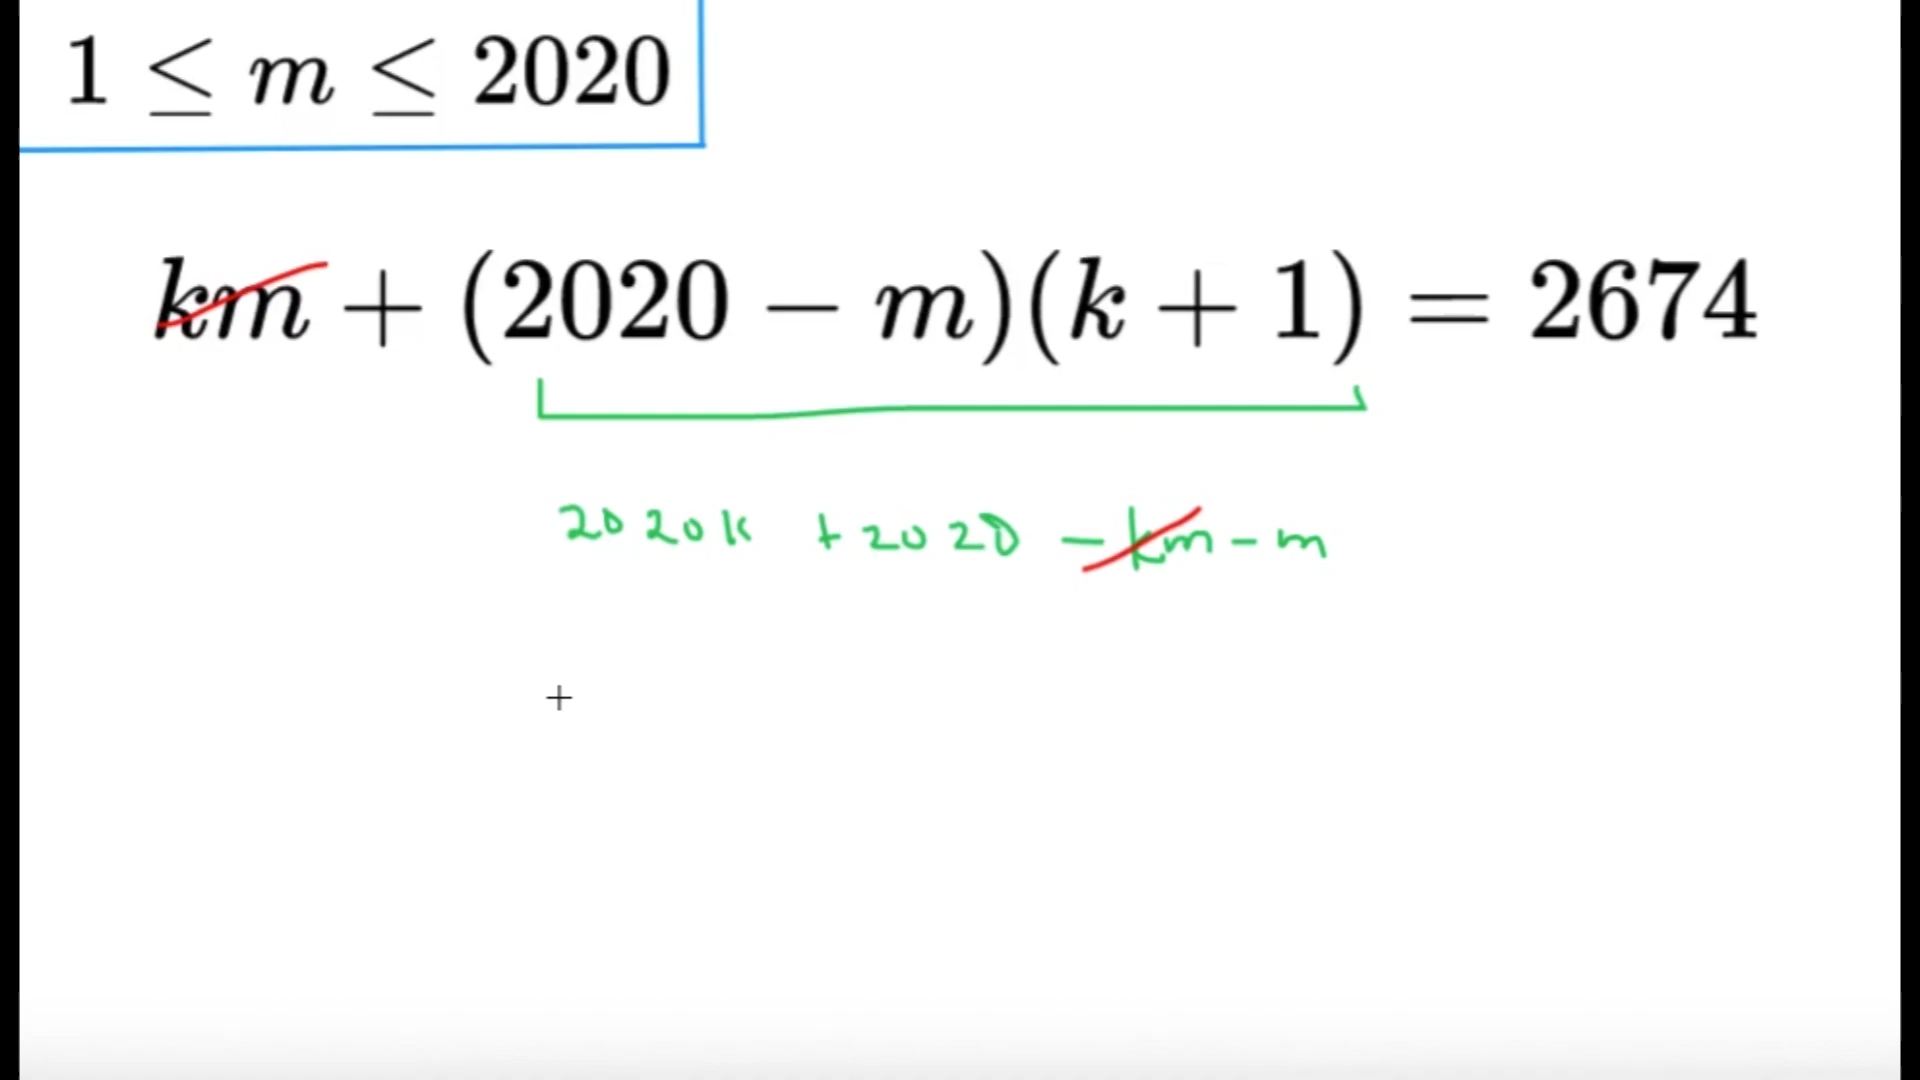 1 ≤ m ≤ 2020
km + (2020 − m)(k + 1) = 2674
2020k + 2020 − km − m